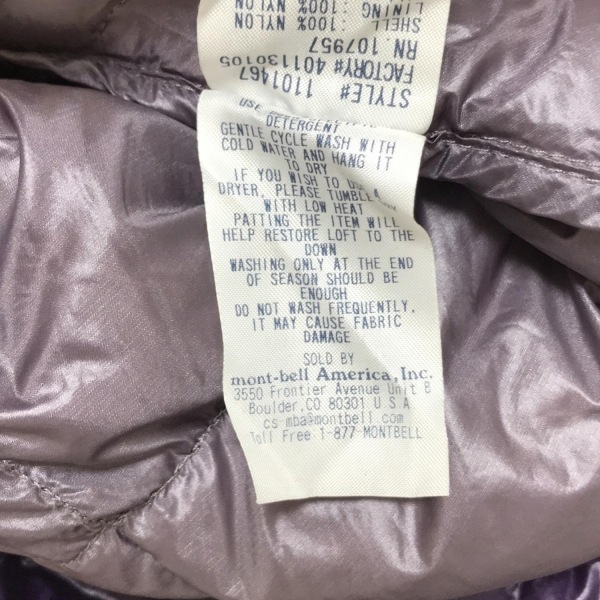 STYLE# 1101467
FACTORY# 401130105
RN. 107957
SHELL :100% NYLON
LINING :100% NYLON
USE
DETERGENT
GENTLE CYCLE WASH WITH
COLD WATER AND HANG IT
TO DRY
IF YOU WISH TO
DRYER, PLEASE TUMBLE
WITH LOW HEAT
PATTING THE ITEM WILL
HELP RESTORE LOFT TO THE
DOWN
WASHING ONLY AT THE END
OF SEASON SHOULD BE
ENOUGH
DO NOT WASH FREQUENTLY,
IT MAY CAUSE FABRIC
DAMAGE
SOLD BY
mont-bell America, Inc.
3550 Frontier Avenue Unit B
Boulder,CO 80301 U.S.A
cs-mba@montbell.com
Toll Free 1-877-MONTBELL